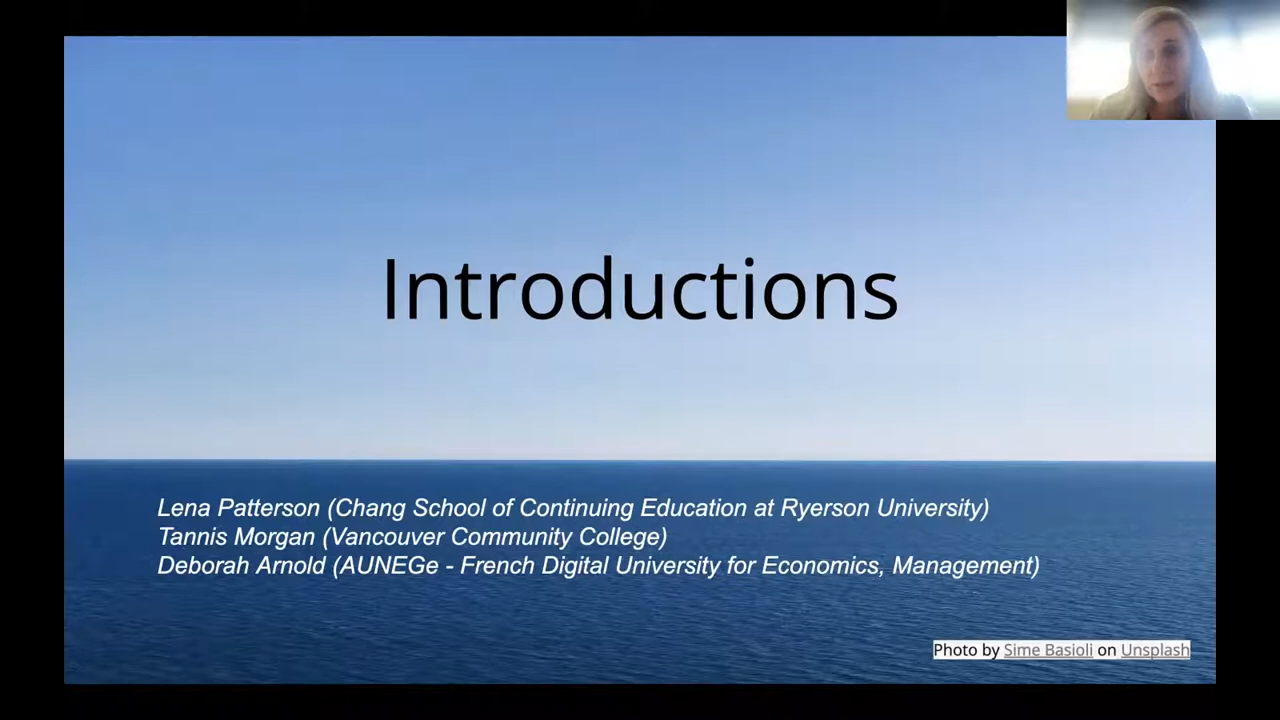 Introductions
Lena Patterson (Chang School of Continuing Education at Ryerson University)
Tannis Morgan (Vancouver Community College)
Deborah Arnold (AUNEGe - French Digital University for Economics, Management)
Photo by Sime Basioli on Unsplash